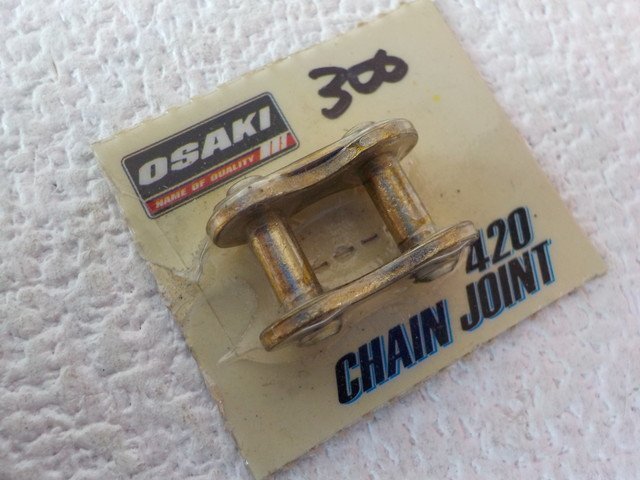 300
OSAKI
NAME OF QUALITY
420
CHAIN JOINT